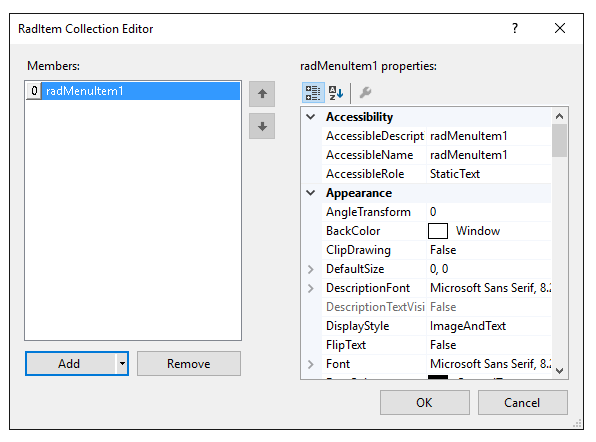 RadItem Collection Editor ?
Members:
0 radMenuItem1
Add
Remove
radMenuItem1 properties:
Accessibility
AccessibleDescript radMenuItem1
AccessibleName radMenuItem1
AccessibleRole StaticText
Appearance
AngleTransform 0
BackColor Window
ClipDrawing False
DefaultSize 0, 0
DescriptionFont Microsoft Sans Serif, 8.2
DescriptionTextVisi False
DisplayStyle ImageAndText
FlipText False
Font Microsoft Sans Serif, 8.2
OK
Cancel